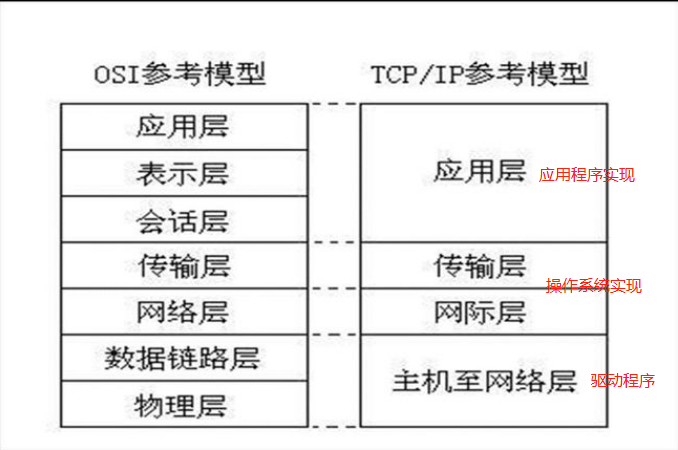 OSI参考模型
TCP/IP参考模型
应用层
表示层
会话层
传输层
网络层
数据链路层
物理层
应用层
应用程序实现
传输层
操作系统实现
网际层
主机至网络层
驱动程序